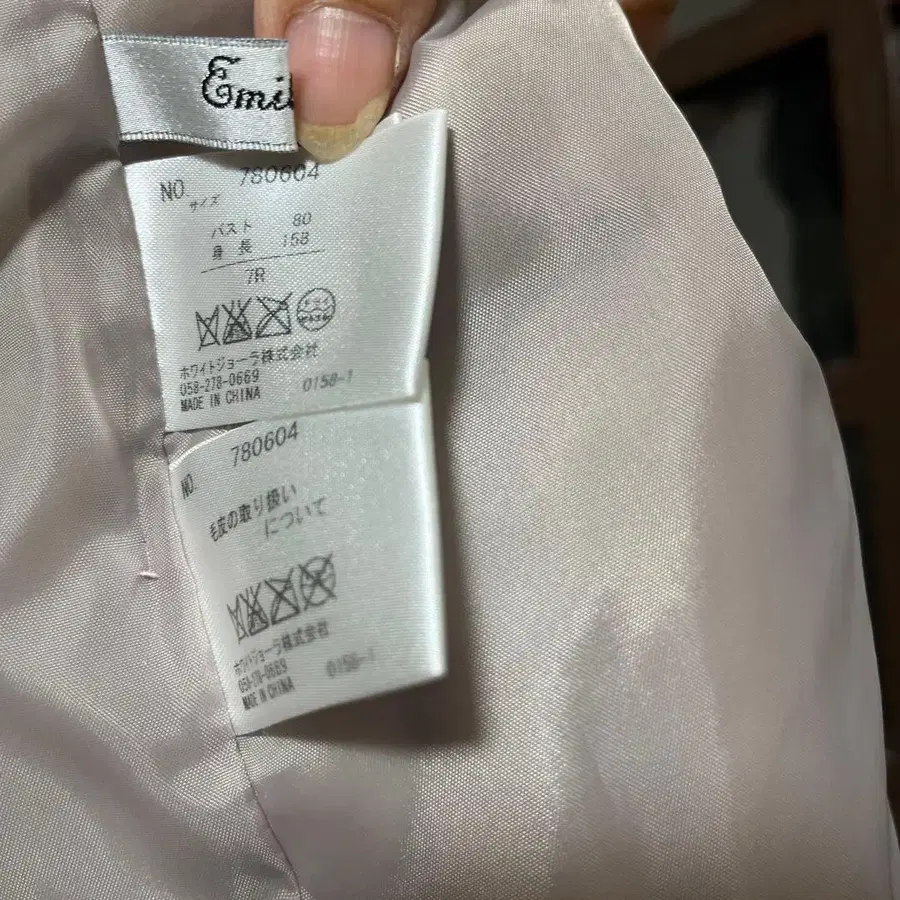 Emi
NO. 780604
サイズ
バスト 80
身長 158
7R
ホワイトジョーラ株式会社
058-278-0669
MADE IN CHINA 0158-1
NO. 780604
毛皮の取り扱い
について
ホワイトジョーラ株式会社
058-278-0669
MADE IN CHINA 0158-1